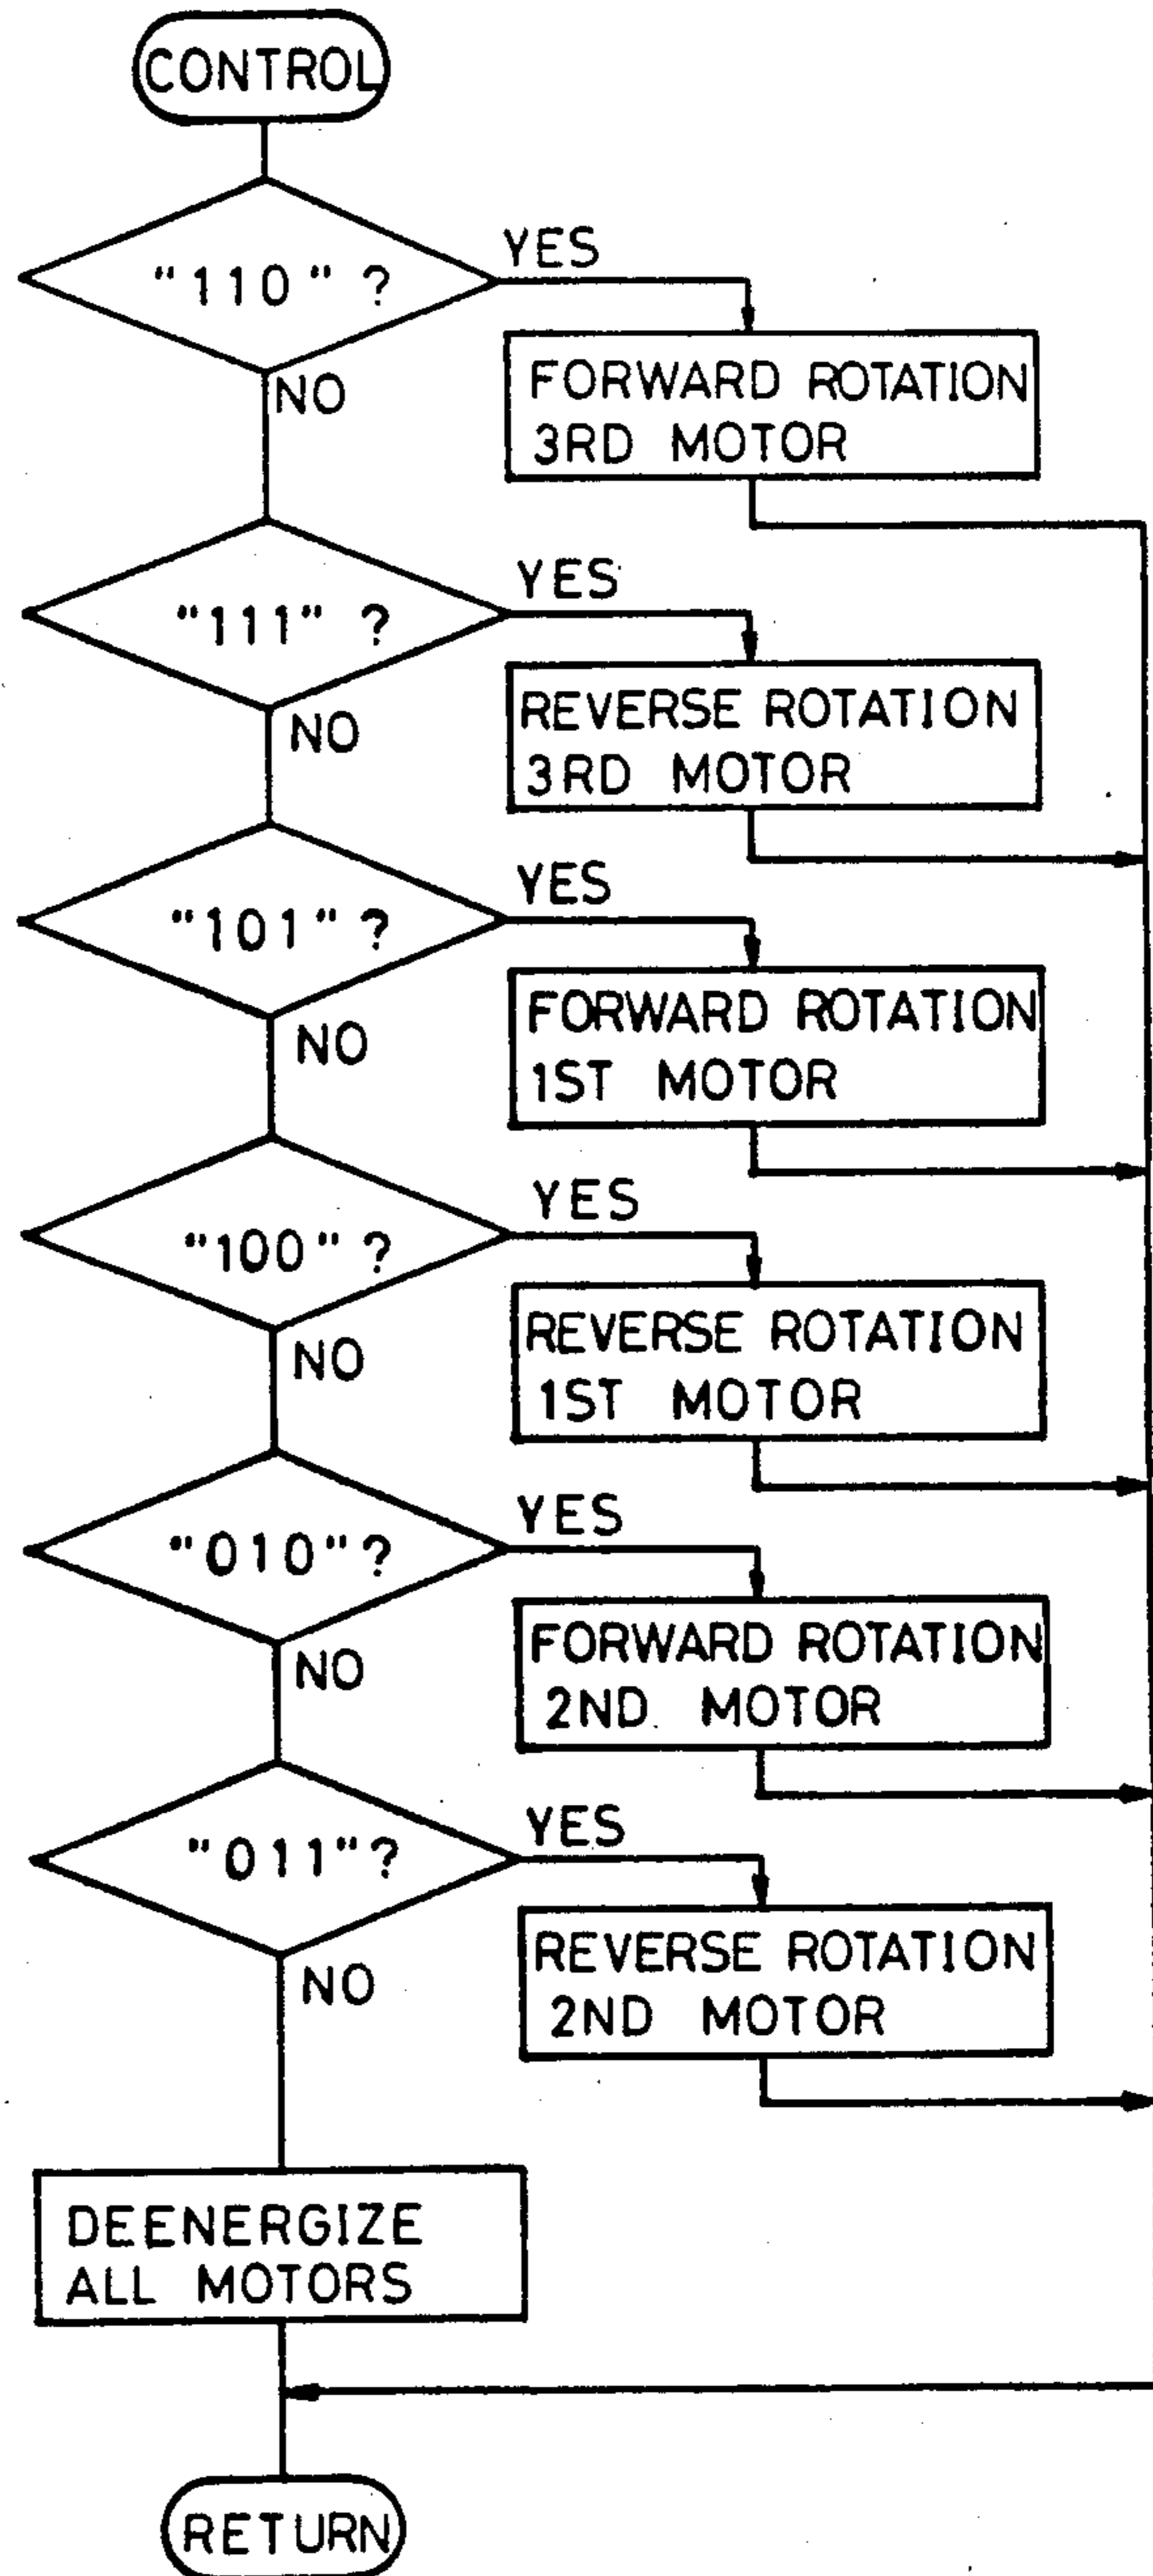 CONTROL
"110" ?
YES
NO
FORWARD ROTATION
3RD MOTOR
"111" ?
YES
NO
REVERSE ROTATION
3RD MOTOR
"101" ?
YES
NO
FORWARD ROTATION
1ST MOTOR
"100" ?
YES
NO
REVERSE ROTATION
1ST MOTOR
"010" ?
YES
NO
FORWARD ROTATION
2ND MOTOR
"011" ?
YES
NO
REVERSE ROTATION
2ND MOTOR
DEENERGIZE
ALL MOTORS
RETURN